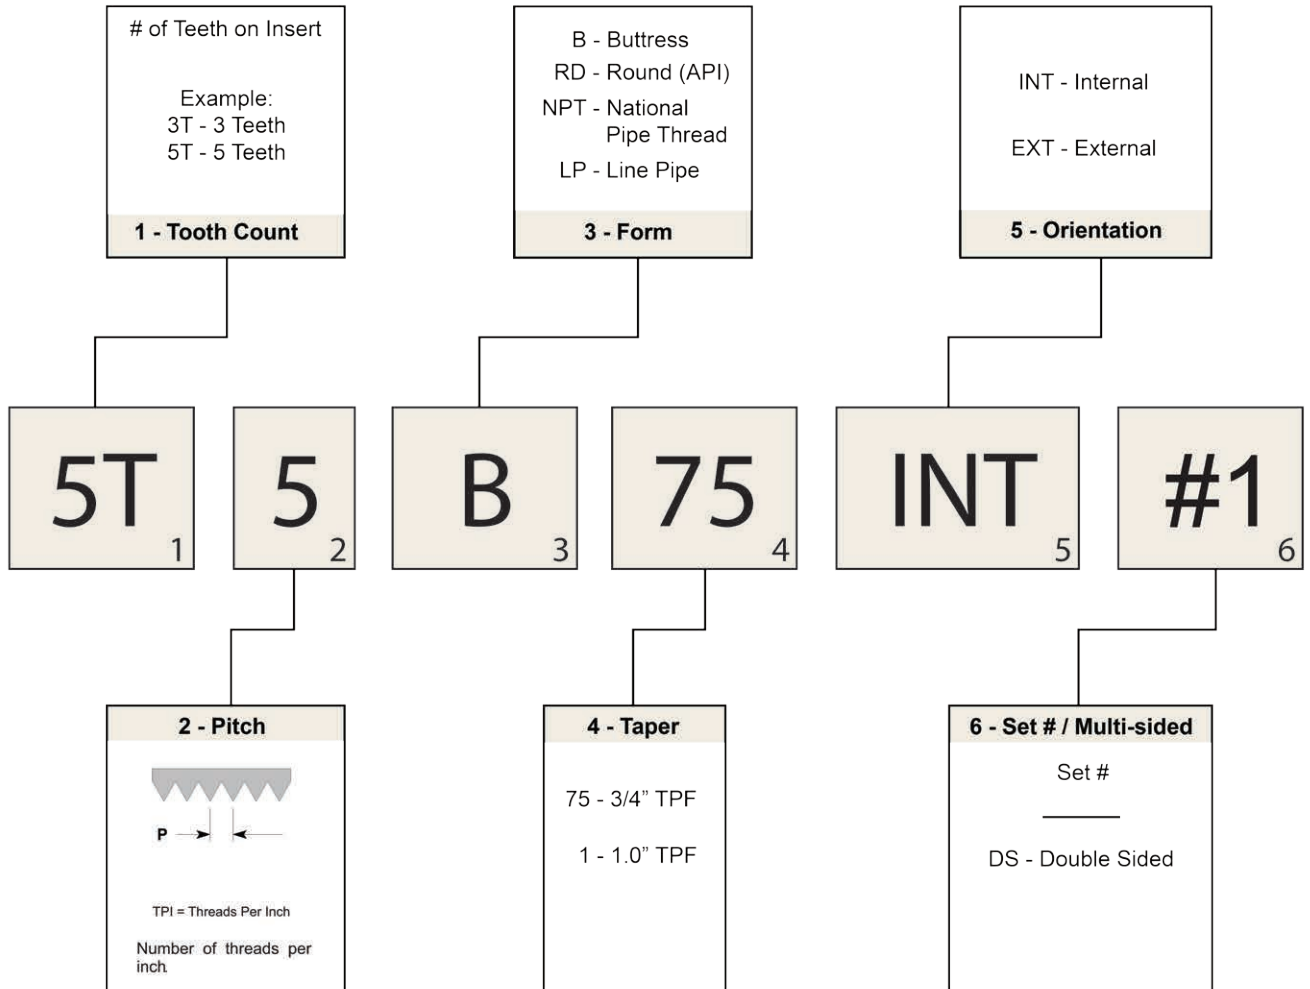 # of Teeth on Insert
Example:
3T - 3 Teeth
5T - 5 Teeth
1 - Tooth Count
B - Buttress
RD - Round (API)
NPT - National
Pipe Thread
LP - Line Pipe
3 - Form
INT - Internal
EXT - External
5 - Orientation
5T
1
5
2
B
3
75
4
INT
5
#1
6
2 - Pitch
P
TPI = Threads Per Inch
Number of threads per
inch.
4 - Taper
75 - 3/4” TPF
1 - 1.0” TPF
6 - Set # / Multi-sided
Set #
DS - Double Sided